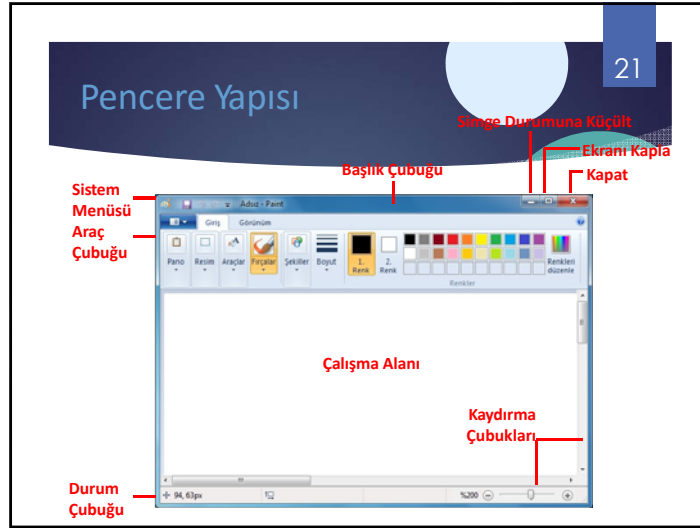 21
Pencere Yapısı
Simge Durumuna Küçült
Ekranı Kapla
Başlık Çubuğu
Kapat
Sistem
Menüsü
Araç
Çubuğu
Adsız - Paint
Giriş Görünüm
Pano Resim Araçlar Fırçalar Şekiller Boyut 1. Renk 2. Renk Renkleri düzenle
Renkler
Çalışma Alanı
Kaydırma
Çubukları
Durum
Çubuğu
94, 63px %200